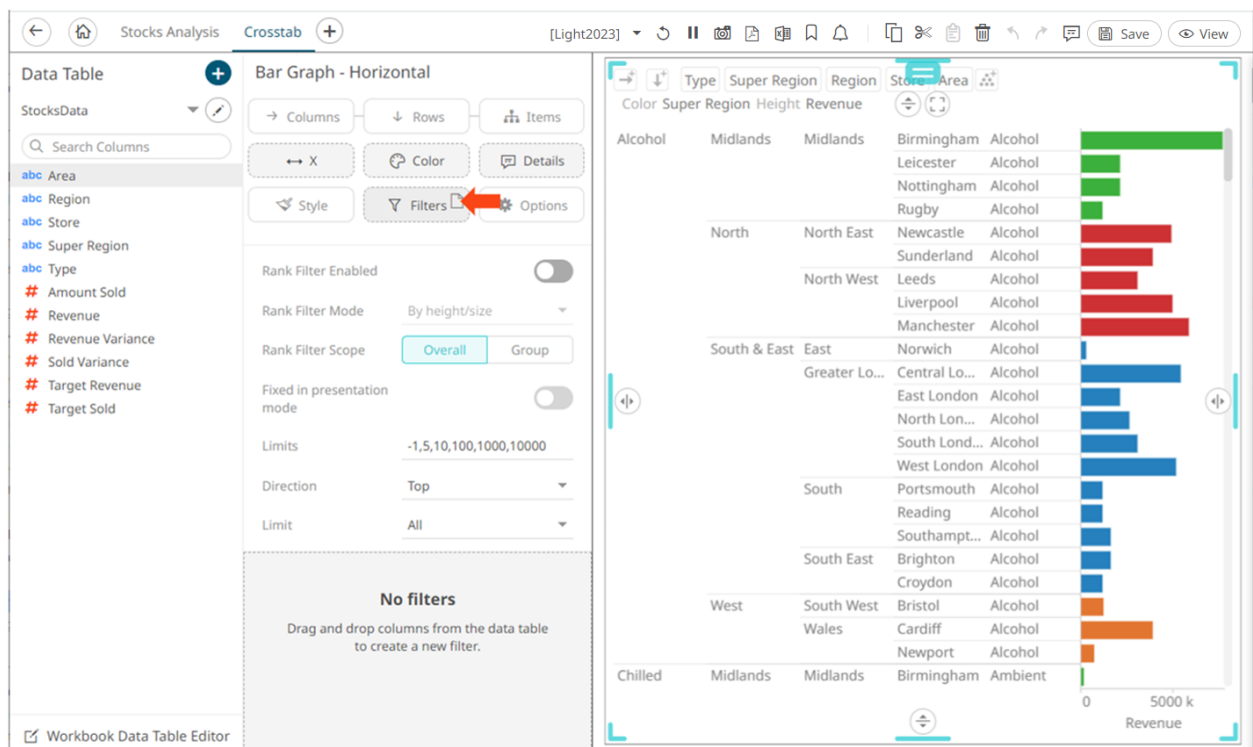 Stocks Analysis Crosstab [Light2023] Save View
Data Table
StocksData
Search Columns
abc Area
abc Region
abc Store
abc Super Region
abc Type
# Amount Sold
# Revenue
# Revenue Variance
# Sold Variance
# Target Revenue
# Target Sold
Workbook Data Table Editor
Bar Graph - Horizontal
Columns Rows Items
X Color Details
Style Filters Options
Rank Filter Enabled
Rank Filter Mode By height/size
Rank Filter Scope Overall Group
Fixed in presentation
mode
Limits -1,5,10,100,1000,10000
Direction Top
Limit All
No filters
Drag and drop columns from the data table
to create a new filter.
Type Super Region Region Store Area
Color Super Region Height Revenue
Alcohol Midlands Midlands Birmingham Alcohol
Leicester Alcohol
Nottingham Alcohol
Rugby Alcohol
North North East Newcastle Alcohol
Sunderland Alcohol
North West Leeds Alcohol
Liverpool Alcohol
Manchester Alcohol
South & East East Norwich Alcohol
Greater Lo... Central Lo... Alcohol
East London Alcohol
North Lon... Alcohol
South Lond... Alcohol
West London Alcohol
South Portsmouth Alcohol
Reading Alcohol
Southampt... Alcohol
South East Brighton Alcohol
Croydon Alcohol
West South West Bristol Alcohol
Wales Cardiff Alcohol
Newport Alcohol
Chilled Midlands Midlands Birmingham Ambient
0 5000 k
Revenue